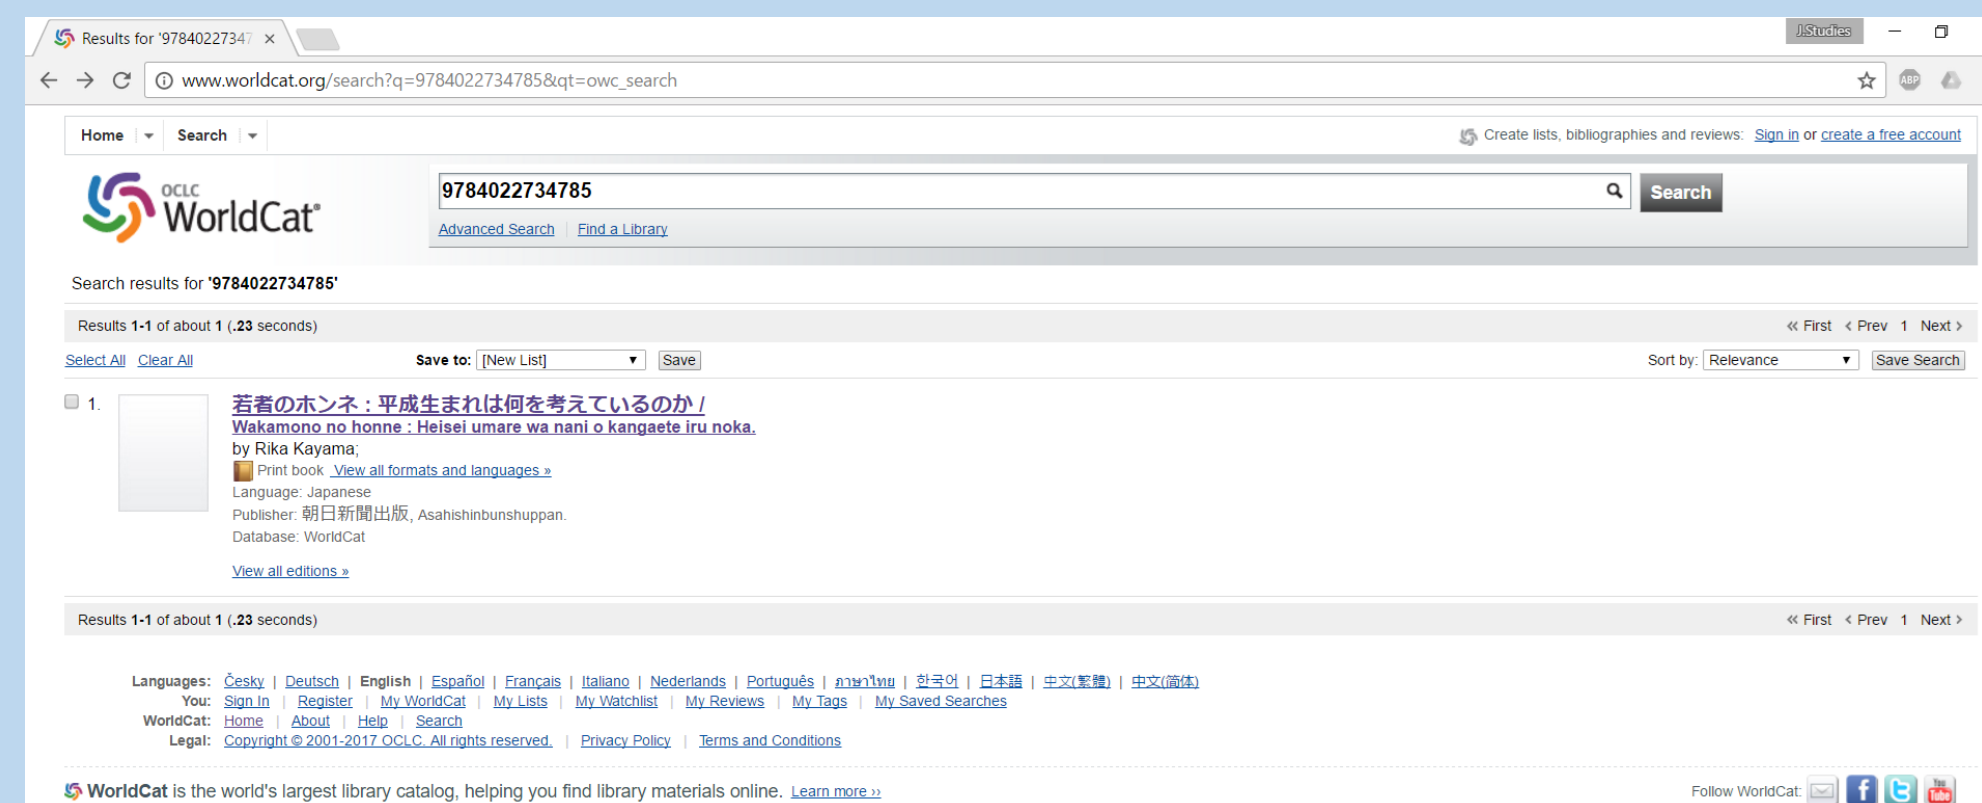 Results for '97840227347
J.Studies
www.worldcat.org/search?q=9784022734785&qt=owc_search
ABP
Home Search Create lists, bibliographies and reviews: Sign in or create a free account
OCLC
WorldCat®
9784022734785 Search
Advanced Search | Find a Library
Search results for '9784022734785'
Results 1-1 of about 1 (.23 seconds) « First < Prev 1 Next >
Select All Clear All Save to: [New List] Save Sort by: Relevance Save Search
1. 若者のホンネ : 平成生まれは何を考えているのか /
Wakamono no honne : Heisei umare wa nani o kangaete iru noka.
by Rika Kayama;
Print book View all formats and languages »
Language: Japanese
Publisher: 朝日新聞出版, Asahishinbunshuppan.
Database: WorldCat
View all editions »
Results 1-1 of about 1 (.23 seconds) « First < Prev 1 Next >
Languages: Česky | Deutsch | English | Español | Français | Italiano | Nederlands | Português | ภาษาไทย | 한국어 | 日本語 | 中文(繁體) | 中文(简体)
You: Sign In | Register | My WorldCat | My Lists | My Watchlist | My Reviews | My Tags | My Saved Searches
WorldCat: Home | About | Help | Search
Legal: Copyright © 2001-2017 OCLC. All rights reserved. | Privacy Policy | Terms and Conditions
WorldCat is the world's largest library catalog, helping you find library materials online. Learn more ›› Follow WorldCat: f You Tube